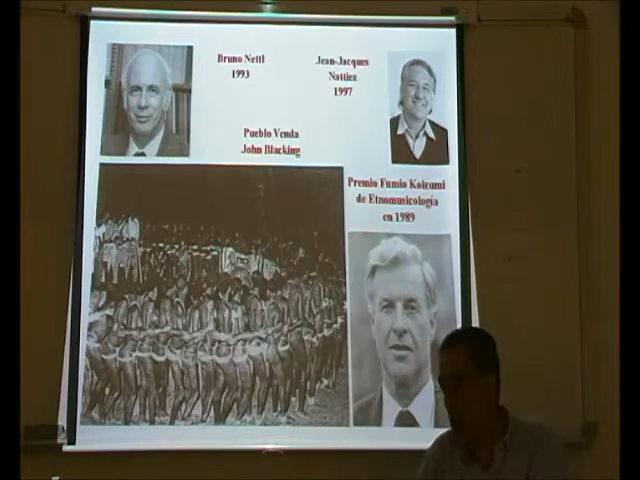 Bruno Nettl
1993
Jean-Jacques
Nattiez
1997
Pueblo Venda
John Blacking
Premio Fumio Koizumi
de Etnomusicología
en 1989